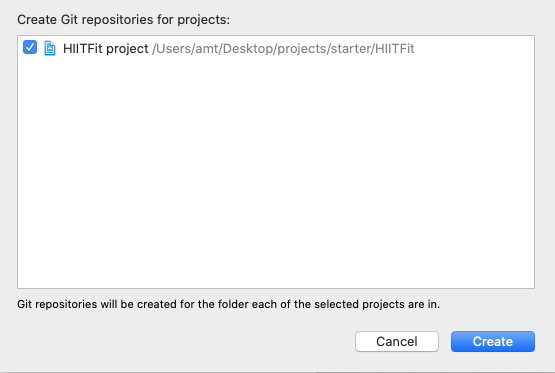 Create Git repositories for projects:
HIITFit project /Users/amt/Desktop/projects/starter/HIITFit
Git repositories will be created for the folder each of the selected projects are in.
Cancel Create